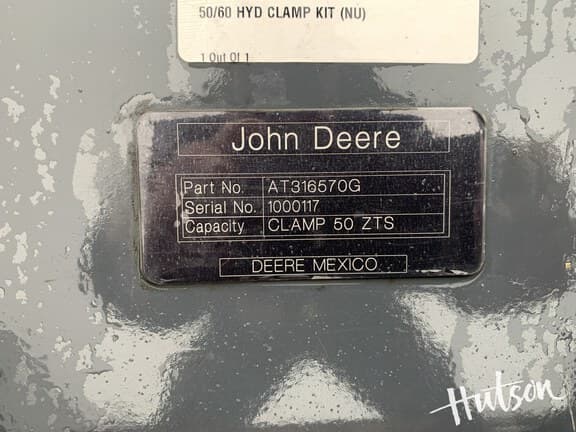 50/60 HYD CLAMP KIT (NU)
1 Out Of 1
John Deere
Part No. AT316570G
Serial No. 1000117
Capacity CLAMP 50 ZTS
DEERE MEXICO
Hutson